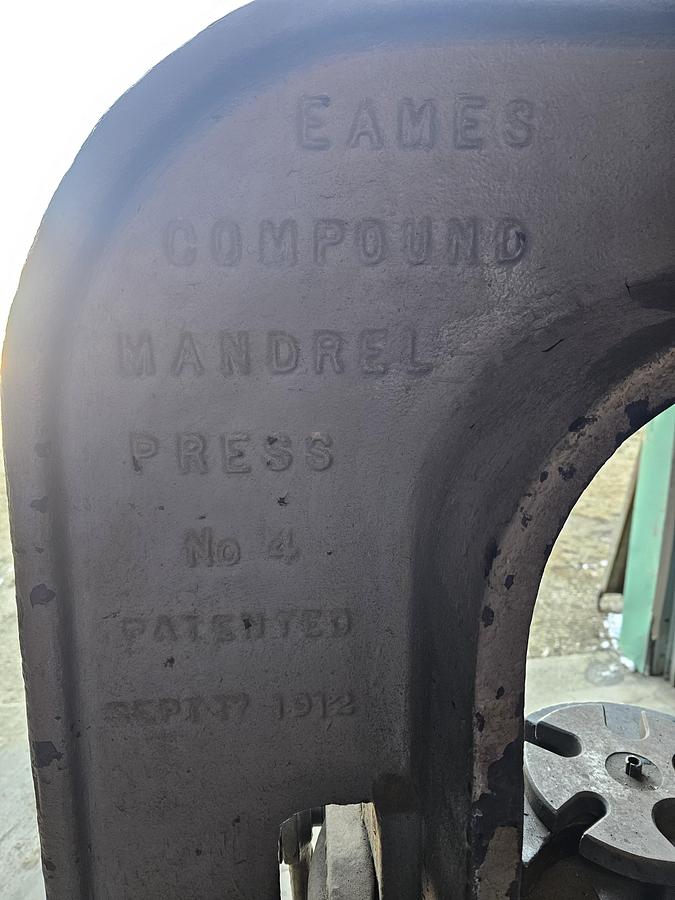 EAMES
COMPOUND
MANDREL
PRESS
No 4
PATENTED
SEPT 17 1912